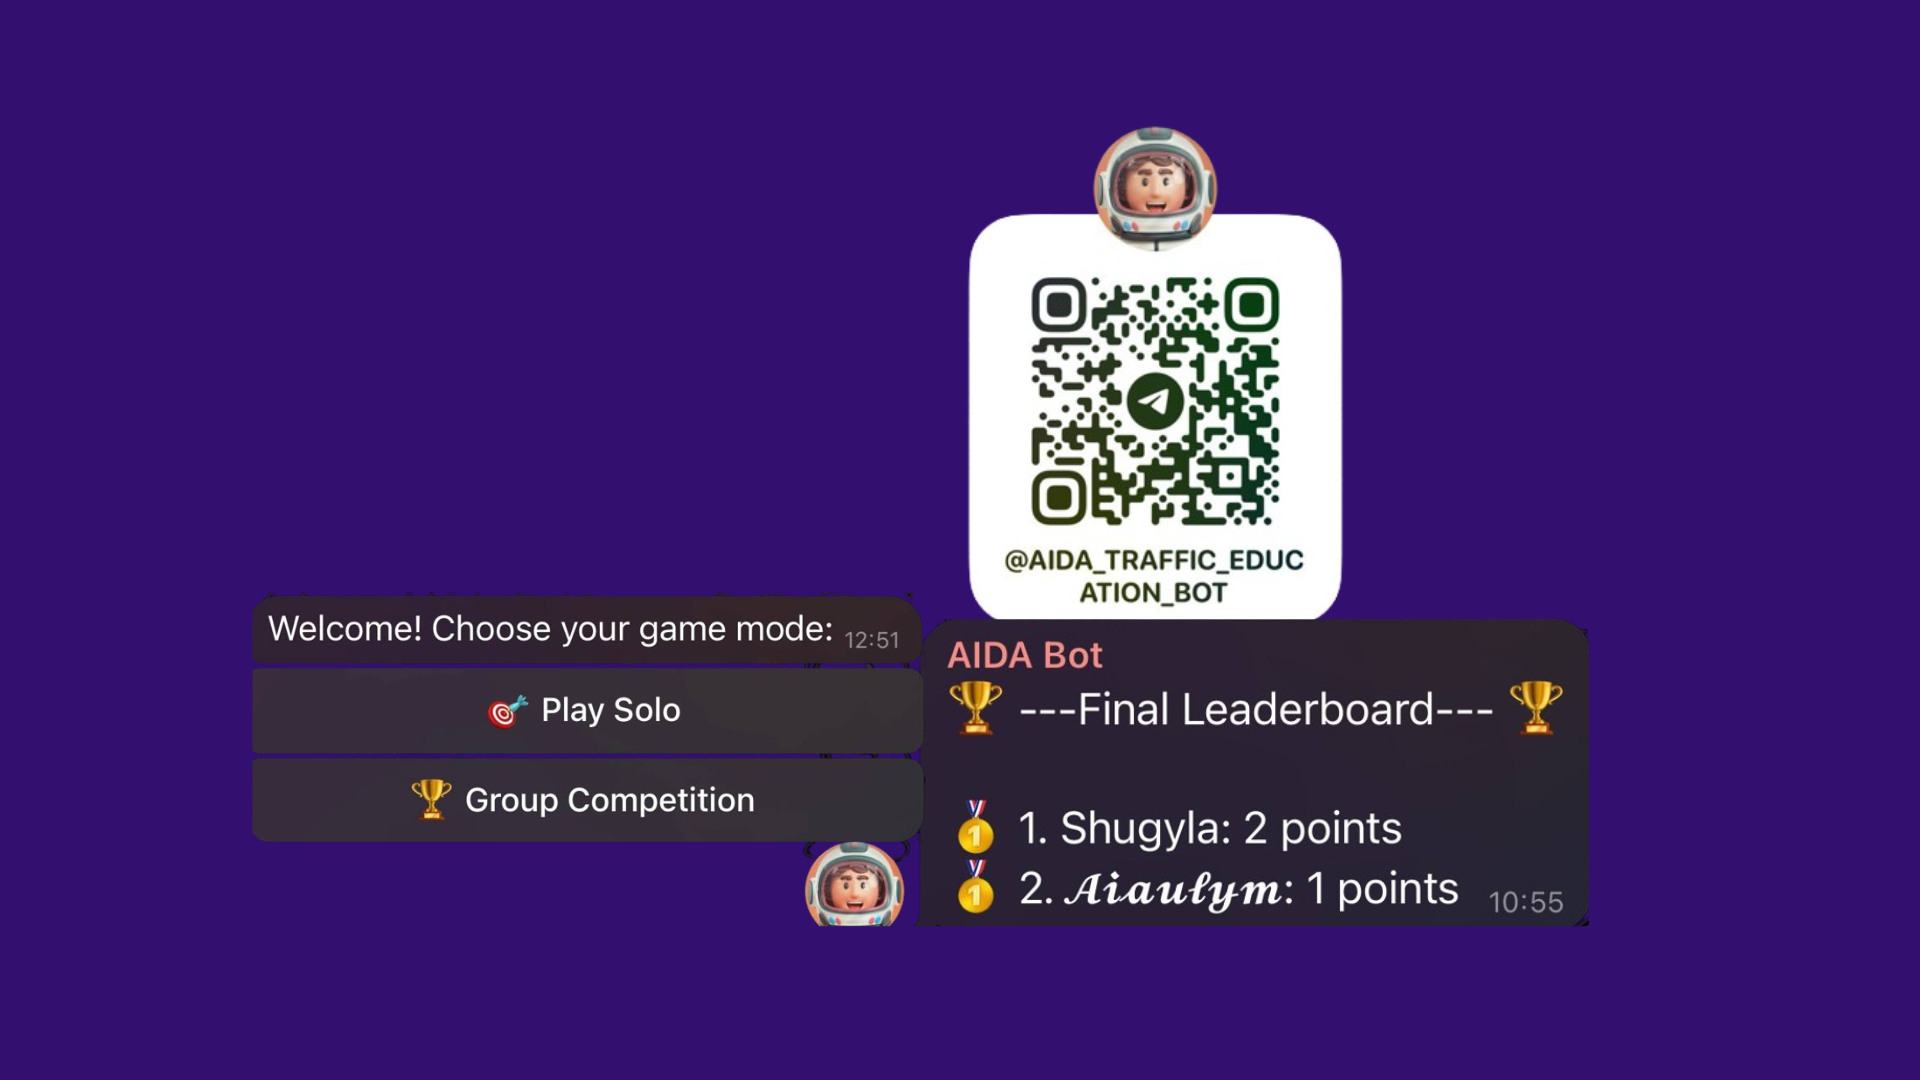 @AIDA_TRAFFIC_EDUC
ATION_BOT
Welcome! Choose your game mode: 12:51
🎯 Play Solo
🏆 Group Competition
AIDA Bot
🏆 ---Final Leaderboard--- 🏆
🥇 1. Shugyla: 2 points
🥇 2. 𝓐𝓲𝓪𝓾𝓵𝔂𝓶: 1 points 10:55